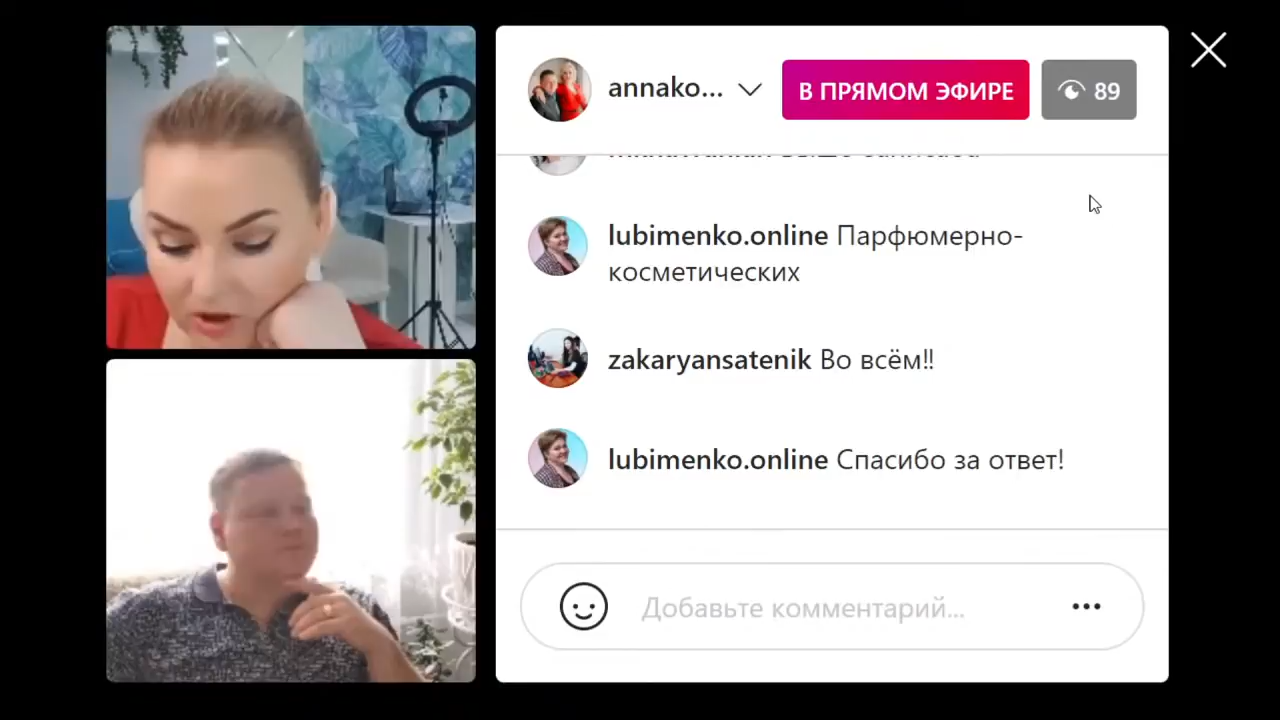 annako...
В ПРЯМОМ ЭФИРЕ
89
lubimenko.online Парфюмерно-
косметических
zakaryansatenik Во всём!!
lubimenko.online Спасибо за ответ!
Добавьте комментарий...